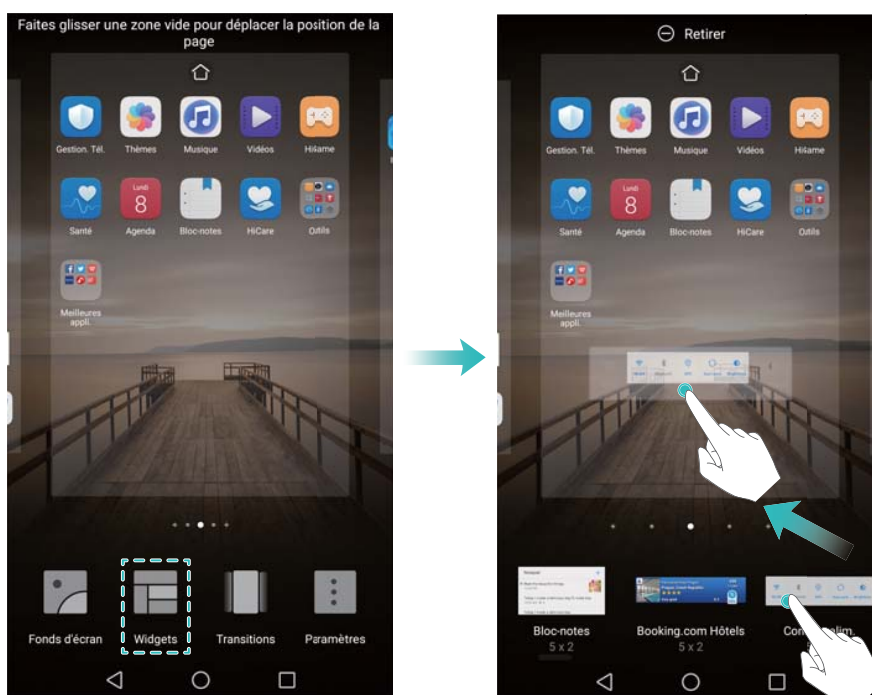 Faites glisser une zone vide pour déplacer la position de la
page
Gestion. Tél.
Thèmes
Musique
Vidéos
HiGame
Lundi
8
Santé
Agenda
Bloc-notes
HiCare
Outils
Meilleures
appli.
Fonds d'écran
Widgets
Transitions
Paramètres
Retirer
Gestion. Tél.
Thèmes
Musique
Vidéos
HiGame
Lundi
8
Santé
Agenda
Bloc-notes
HiCare
Outils
Meilleures
appli.
Bloc-notes
5 x 2
Booking.com Hôtels
5 x 2